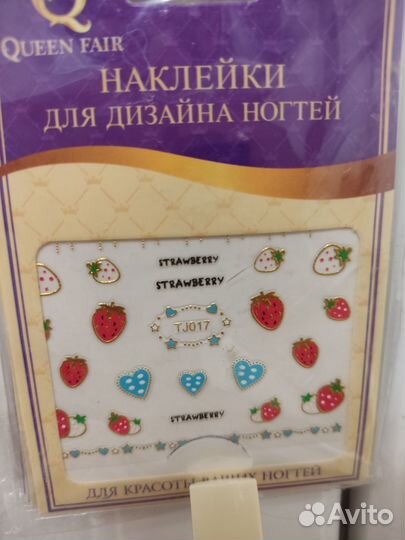 Q
QUEEN FAIR
НАКЛЕЙКИ
ДЛЯ ДИЗАЙНА НОГТЕЙ
STRAWBERRY
STRAWBERRY
TJ017
STRAWBERRY
ДЛЯ КРАСОТЫ ВАШИХ НОГТЕЙ
Avito